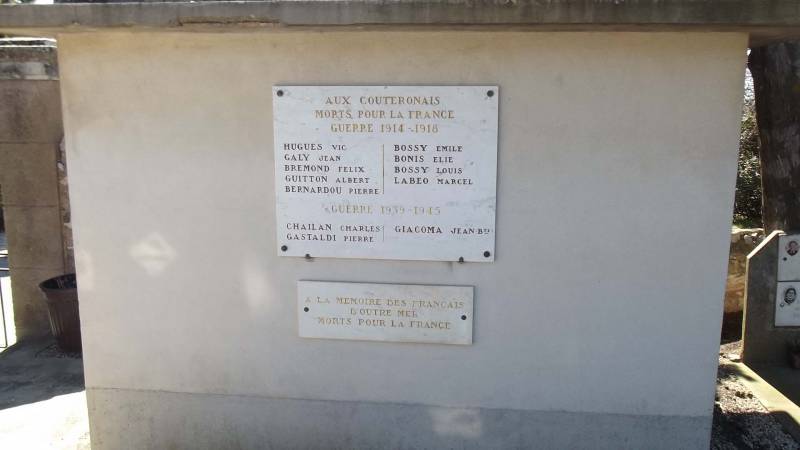 AUX COUTERONAIS
MORTS POUR LA FRANCE
GUERRE 1914-1918
HUGUES VIC
GALY JEAN
BREMOND FELIX
GUITTON ALBERT
BERNARDOU PIERRE
BOSSY EMILE
BONIS ELIE
BOSSY LOUIS
LABEO MARCEL
GUERRE 1939-1945
CHAILAN CHARLES
GASTALDI PIERRE
GIACOMA JEAN-Bte
A LA MEMOIRE DES FRANÇAIS
D'OUTRE MER
MORTS POUR LA FRANCE